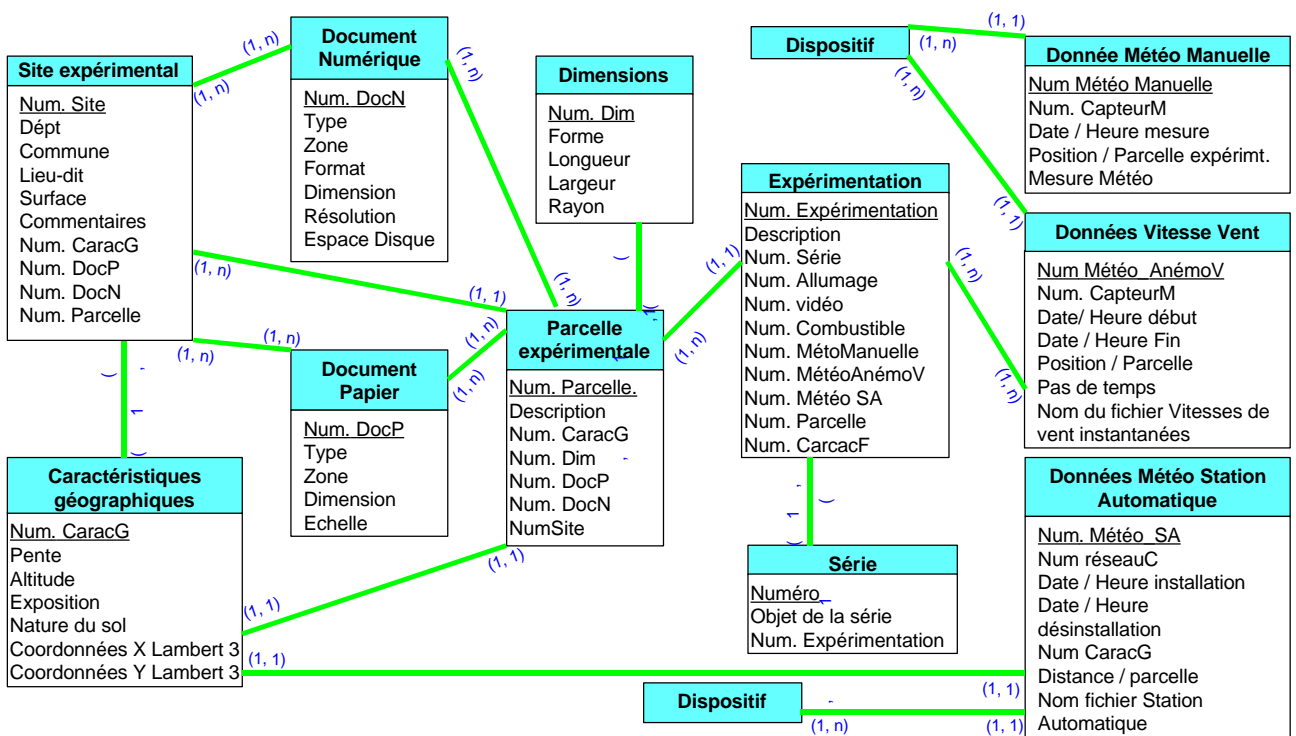 Site expérimental
Num. Site
Dépt
Commune
Lieu-dit
Surface
Commentaires
Num. CaracG
Num. DocP
Num. DocN
Num. Parcelle
(1, n)
(1, n)
Document
Numérique
Num. DocN
Type
Zone
Format
Dimension
Résolution
Espace Disque
(1, n)
(1, n)
Dimensions
Num. Dim
Forme
Longueur
Largeur
Rayon
(1, n)
(1, 1)
(1, n)
(1, n)
Document
Papier
Num. DocP
Type
Zone
Dimension
Echelle
(1, n)
(1, n)
Parcelle
expérimentale
Num. Parcelle.
Description
Num. CaracG
Num. Dim
Num. DocP
Num. DocN
NumSite
(1, n)
(1, 1)
Expérimentation
Num. Expérimentation
Description
Num. Série
Num. Allumage
Num. vidéo
Num. Combustible
Num. MétoManuelle
Num. MétéoAnémoV
Num. Météo SA
Num. Parcelle
Num. CarcacF
Série
Numéro
Objet de la série
Num. Expérimentation
Dispositif
(1, n)
(1, 1)
(1, n)
(1, 1)
Donnée Météo Manuelle
Num Météo Manuelle
Num. CapteurM
Date / Heure mesure
Position / Parcelle expérimt.
Mesure Météo
Données Vitesse Vent
Num Météo_AnémoV
Num. CapteurM
Date/ Heure début
Date / Heure Fin
Position / Parcelle
Pas de temps
Nom du fichier Vitesses de
vent instantanées
(1, n)
(1, n)
Caractéristiques
géographiques
Num. CaracG
Pente
Altitude
Exposition
Nature du sol
Coordonnées X Lambert 3
Coordonnées Y Lambert 3
(1, 1)
(1, 1)
(1, 1)
(1, 1)
Données Météo Station
Automatique
Num. Météo_SA
Num réseauC
Date / Heure installation
Date / Heure
désinstallation
Num CaracG
Distance / parcelle
Nom fichier Station
Automatique
Dispositif
(1, n)
(1, 1)